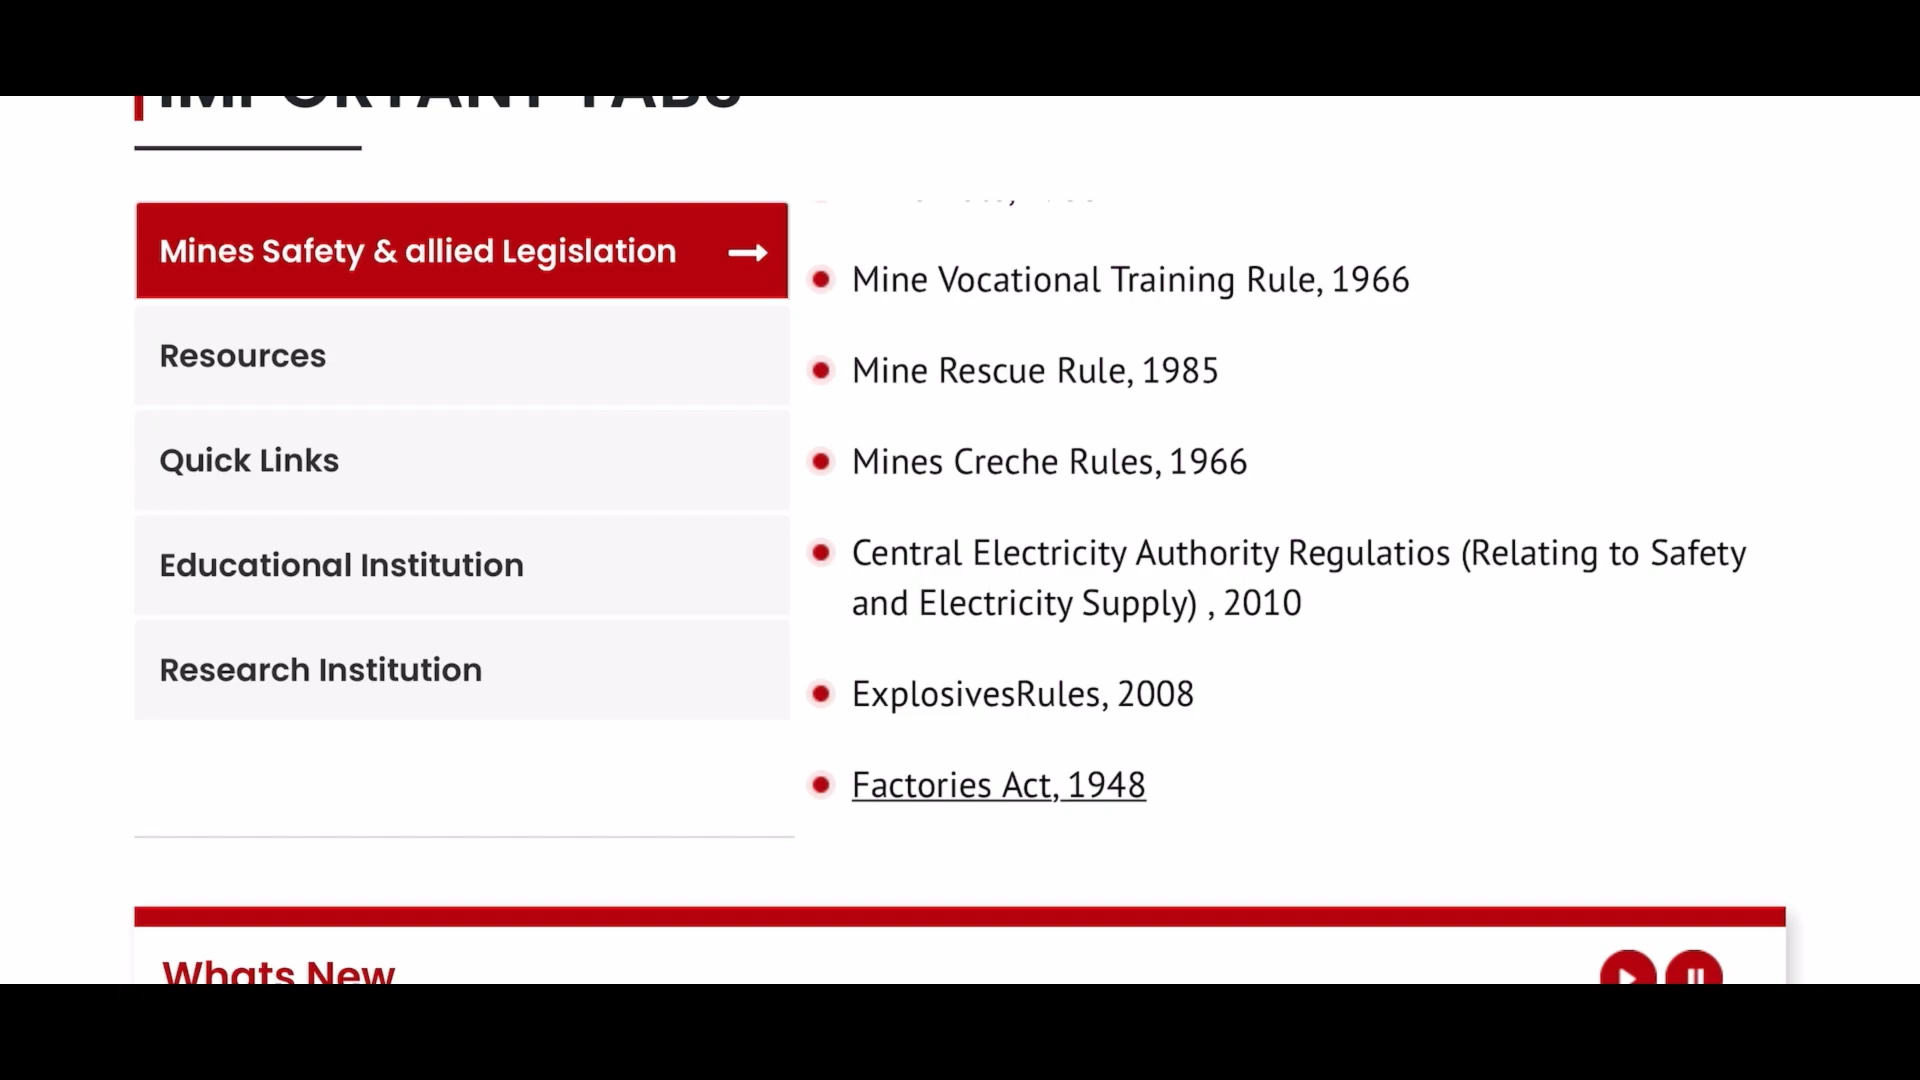 IMPORTANT TABS
Mines Safety & allied Legislation
Resources
Quick Links
Educational Institution
Research Institution
Mine Vocational Training Rule, 1966
Mine Rescue Rule, 1985
Mines Creche Rules, 1966
Central Electricity Authority Regulatios (Relating to Safety
and Electricity Supply) , 2010
ExplosivesRules, 2008
Factories Act, 1948
Whats New